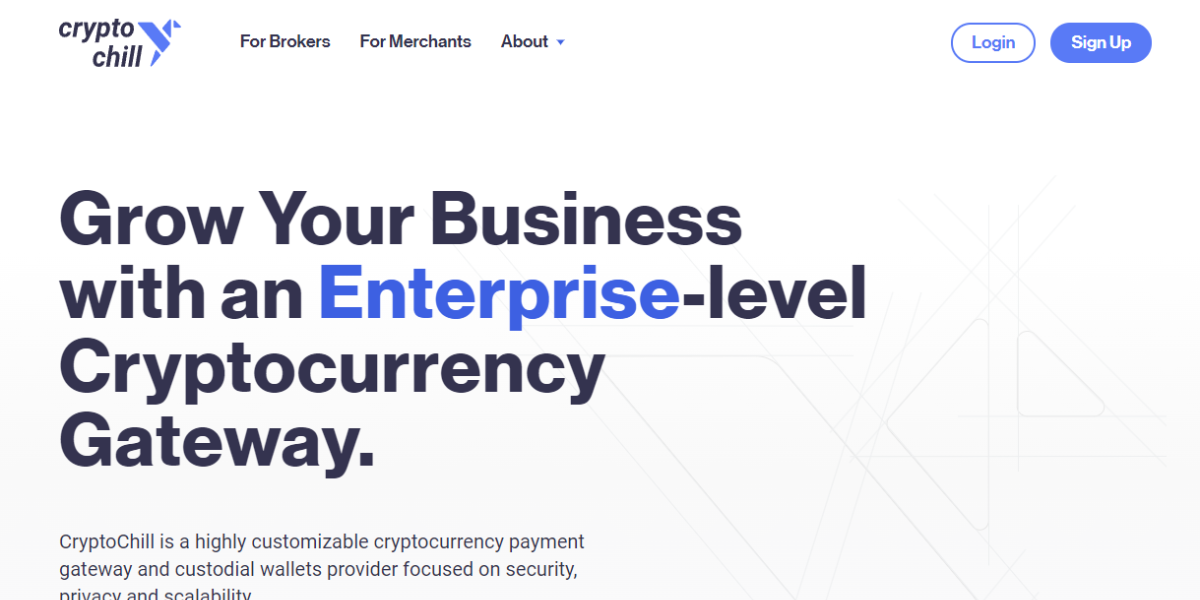 crypto
chill
For Brokers For Merchants About
Login Sign Up
Grow Your Business
with an Enterprise-level
Cryptocurrency
Gateway.
CryptoChill is a highly customizable cryptocurrency payment
gateway and custodial wallets provider focused on security,
privacy and scalability